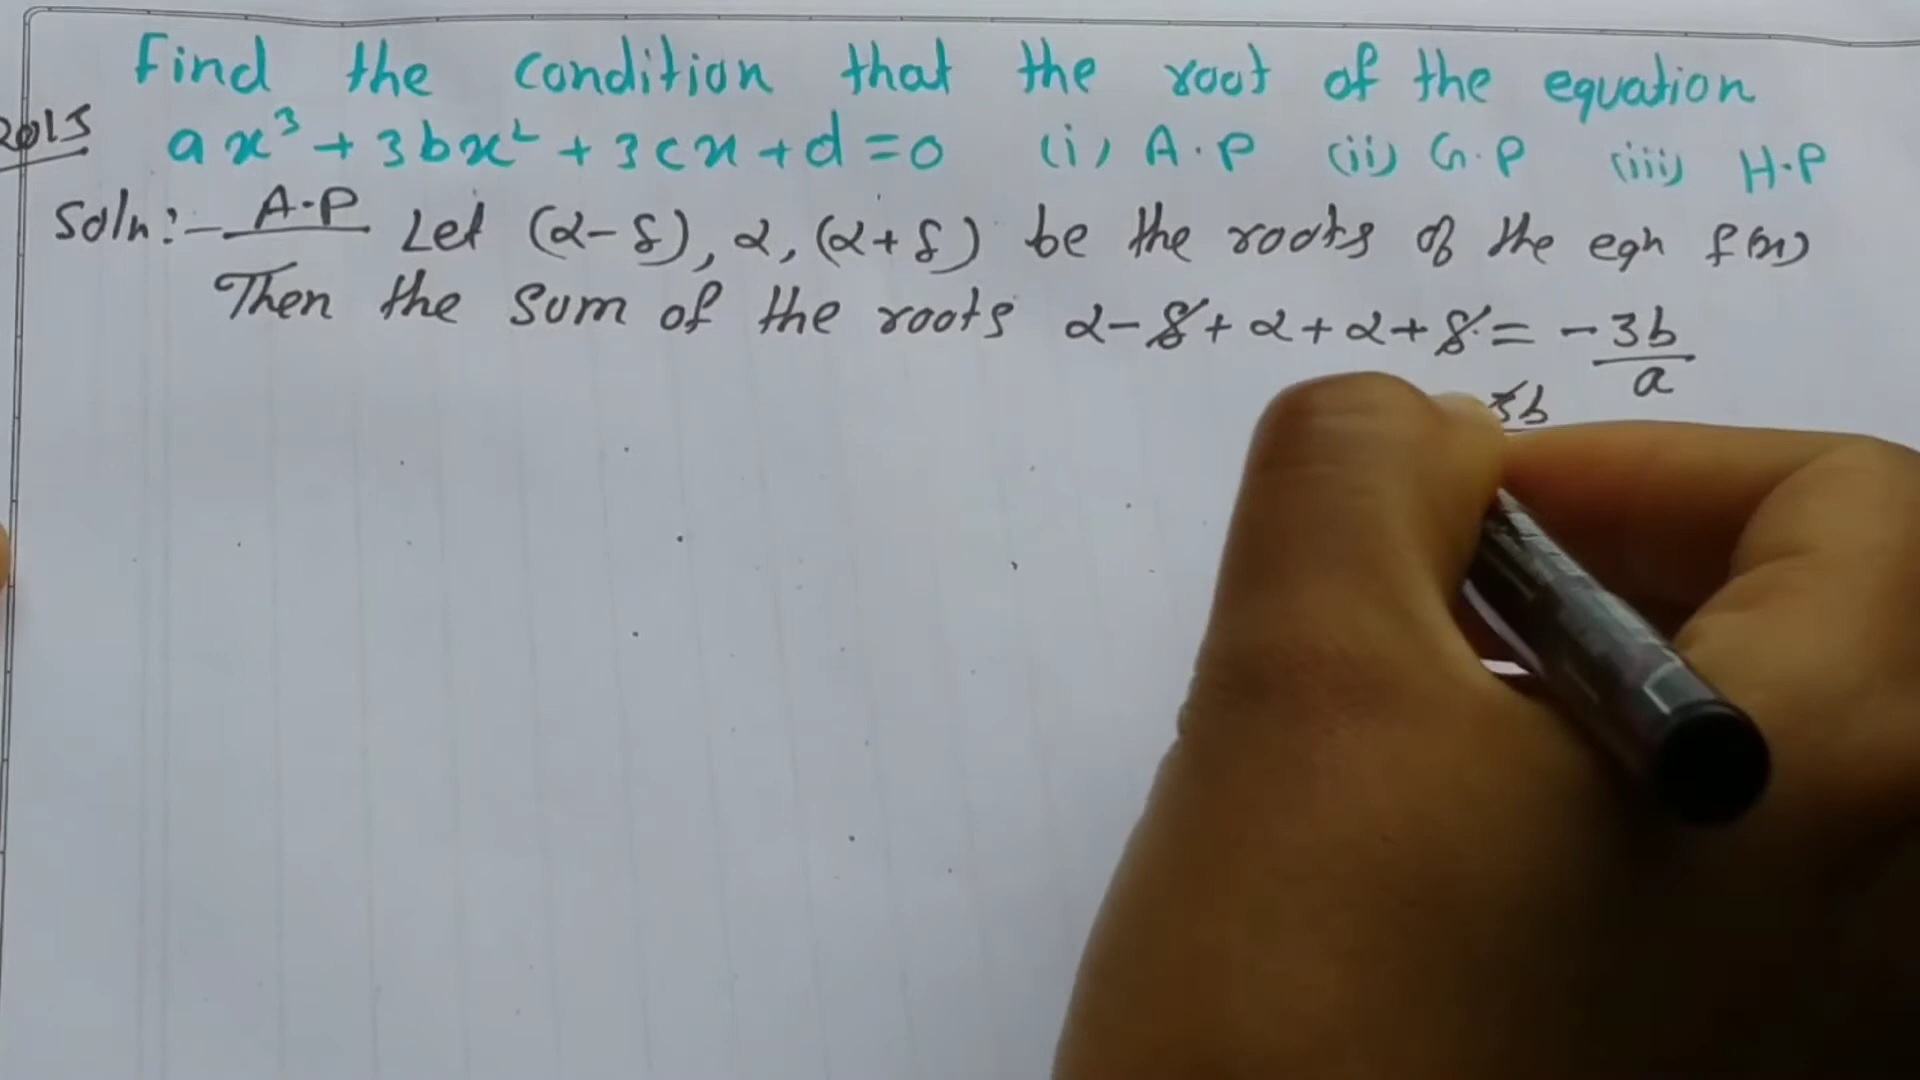 Find the condition that the root of the equation
2015
ax³ + 3bx² + 3cx + d = 0 (i) A.P (ii) G.P (iii) H.P
Soln:- A.P Let (α-δ), α, (α+δ) be the roots of the eqn f(x)
Then the sum of the roots α-δ+α+α+δ = -3b/a
3b